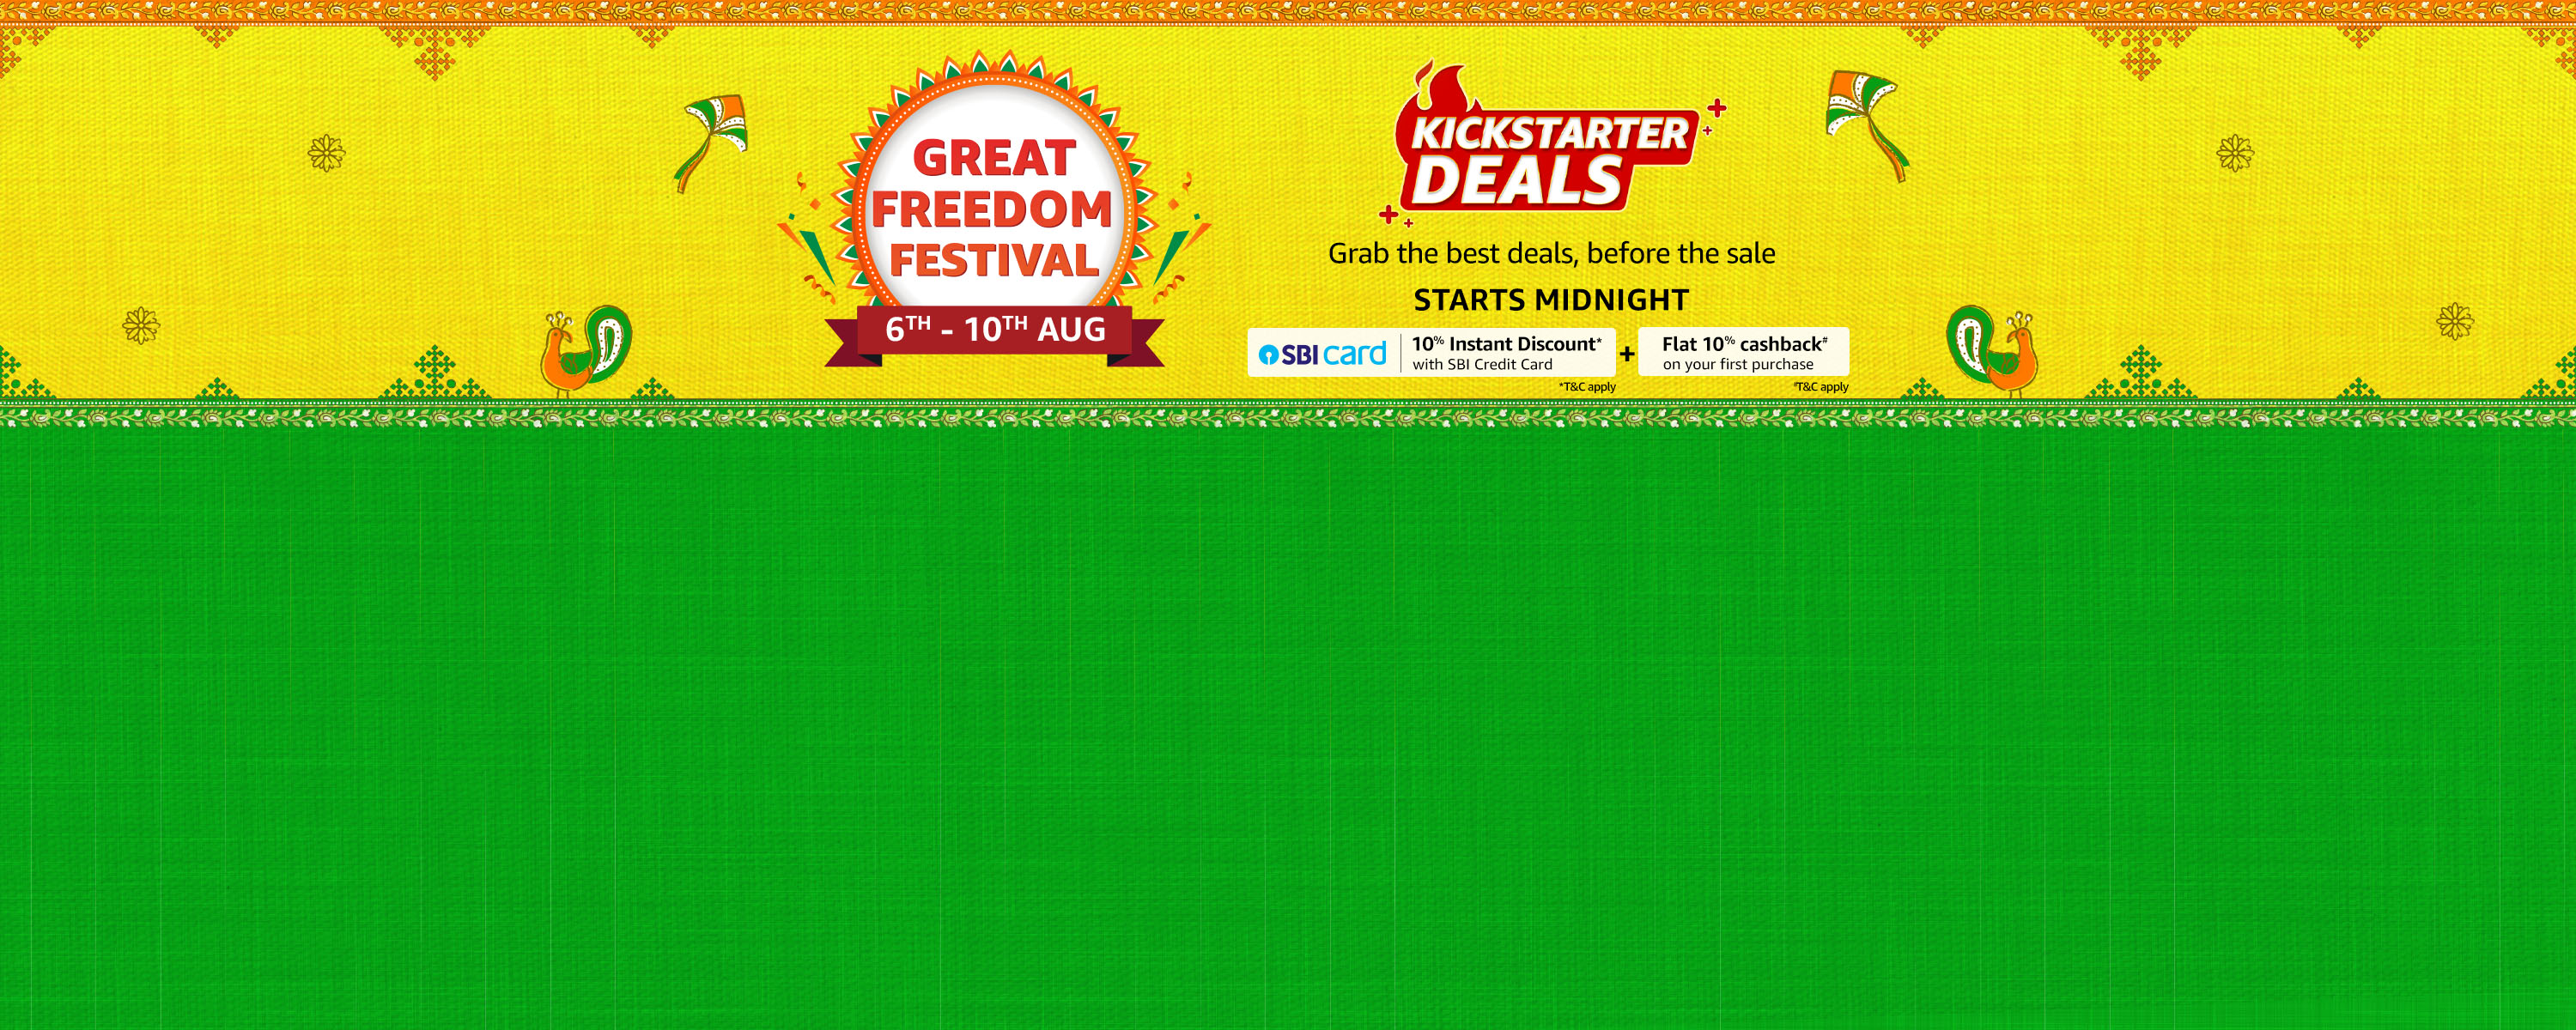 GREAT
FREEDOM
FESTIVAL
6TH - 10TH AUG
KICKSTARTER
DEALS
Grab the best deals, before the sale
STARTS MIDNIGHT
SBI card
10% Instant Discount*
with SBI Credit Card
*T&C apply
+
Flat 10% cashback#
on your first purchase
#T&C apply